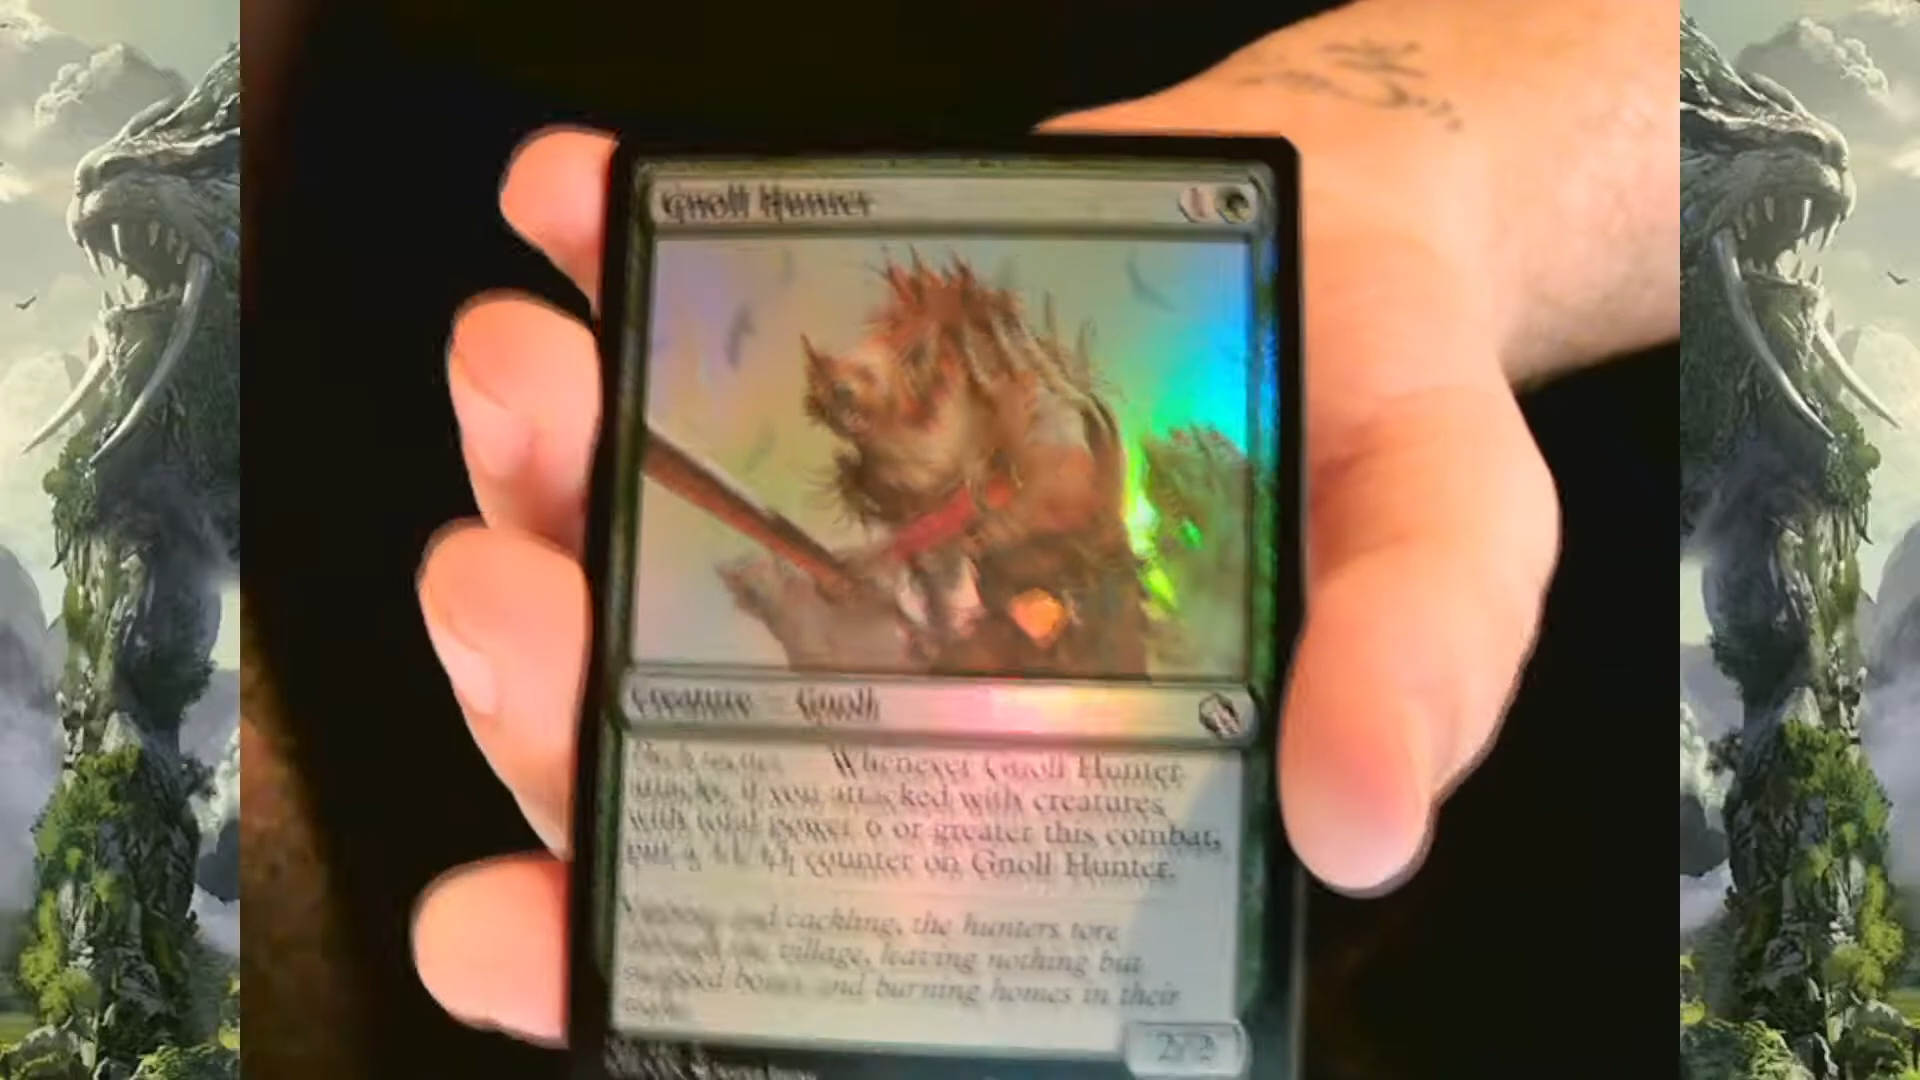 Gnoll Hunter
1
Creature — Gnoll
Whenever Gnoll Hunter
attacks, if you attacked with creatures
with total power 6 or greater this combat,
put a counter on Gnoll Hunter.
and cackling, the hunters tore
village, leaving nothing but
and burning homes in their
2/2